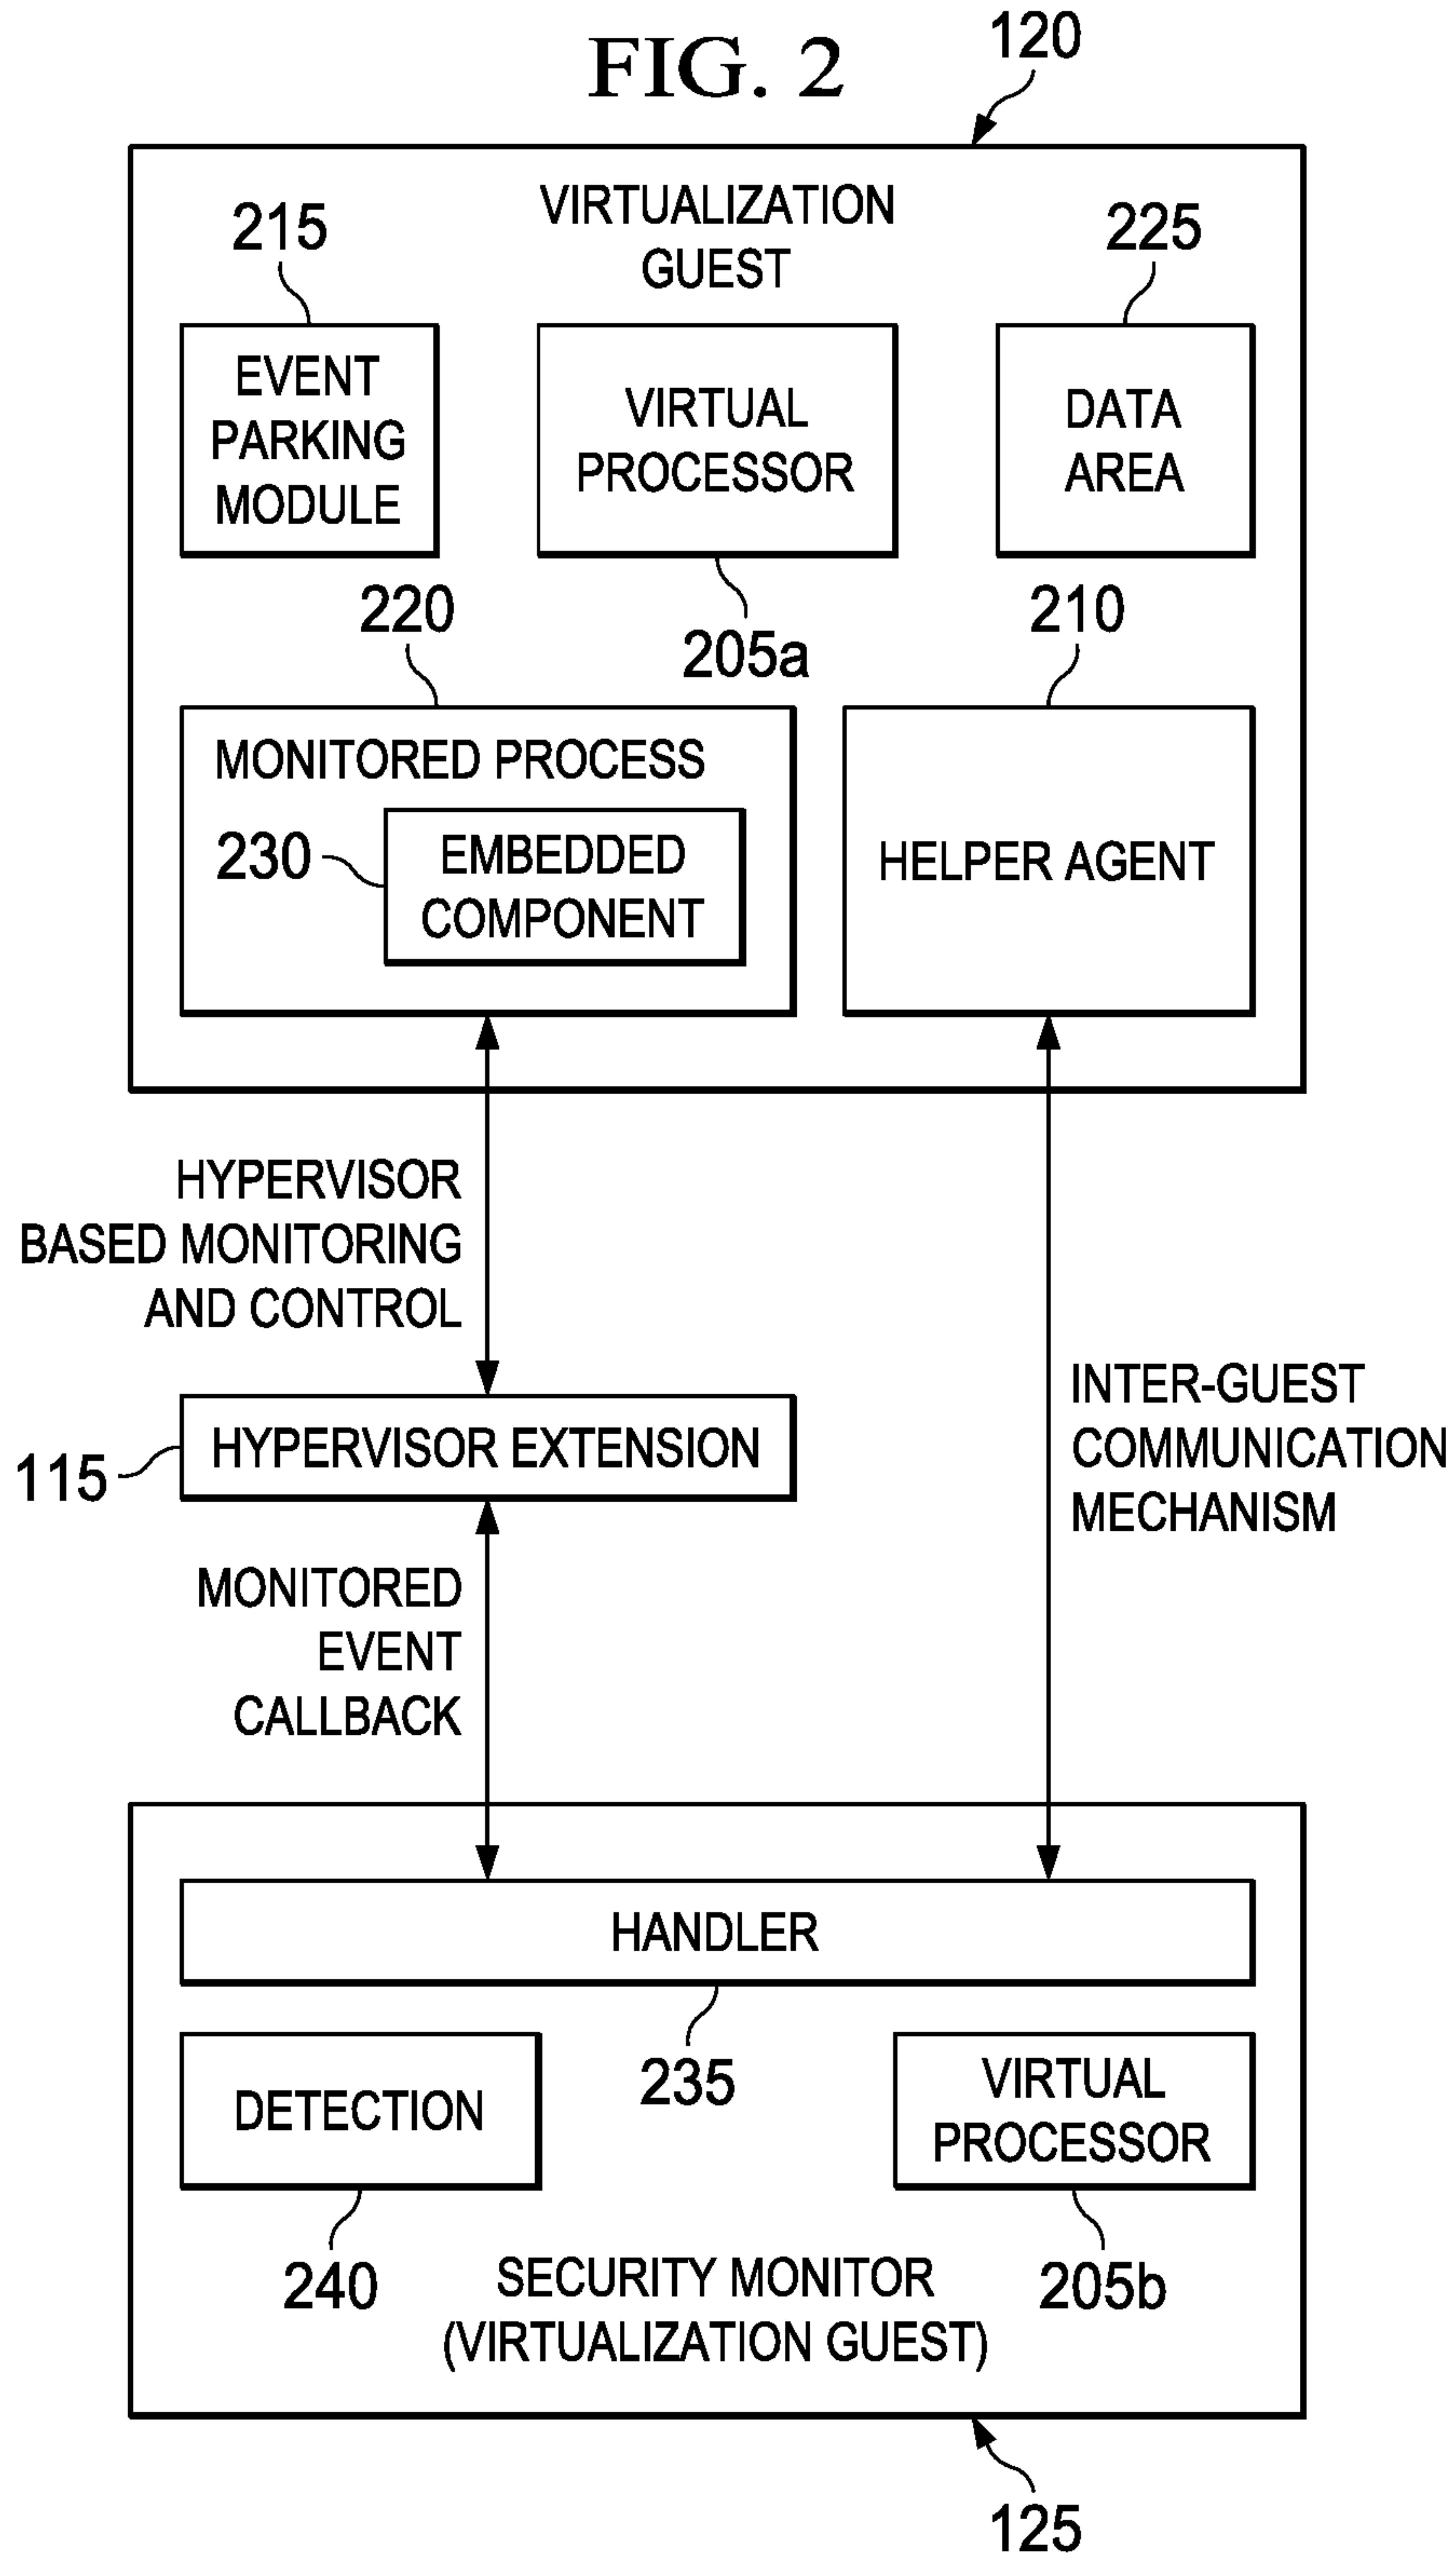 FIG. 2
120
VIRTUALIZATION
GUEST
215
225
EVENT
PARKING
MODULE
VIRTUAL
PROCESSOR
DATA
AREA
220
205a
210
MONITORED PROCESS
230
EMBEDDED
COMPONENT
HELPER AGENT
HYPERVISOR
BASED MONITORING
AND CONTROL
INTER-GUEST
COMMUNICATION
MECHANISM
115
HYPERVISOR EXTENSION
MONITORED
EVENT
CALLBACK
HANDLER
235
DETECTION
VIRTUAL
PROCESSOR
240
205b
SECURITY MONITOR
(VIRTUALIZATION GUEST)
125